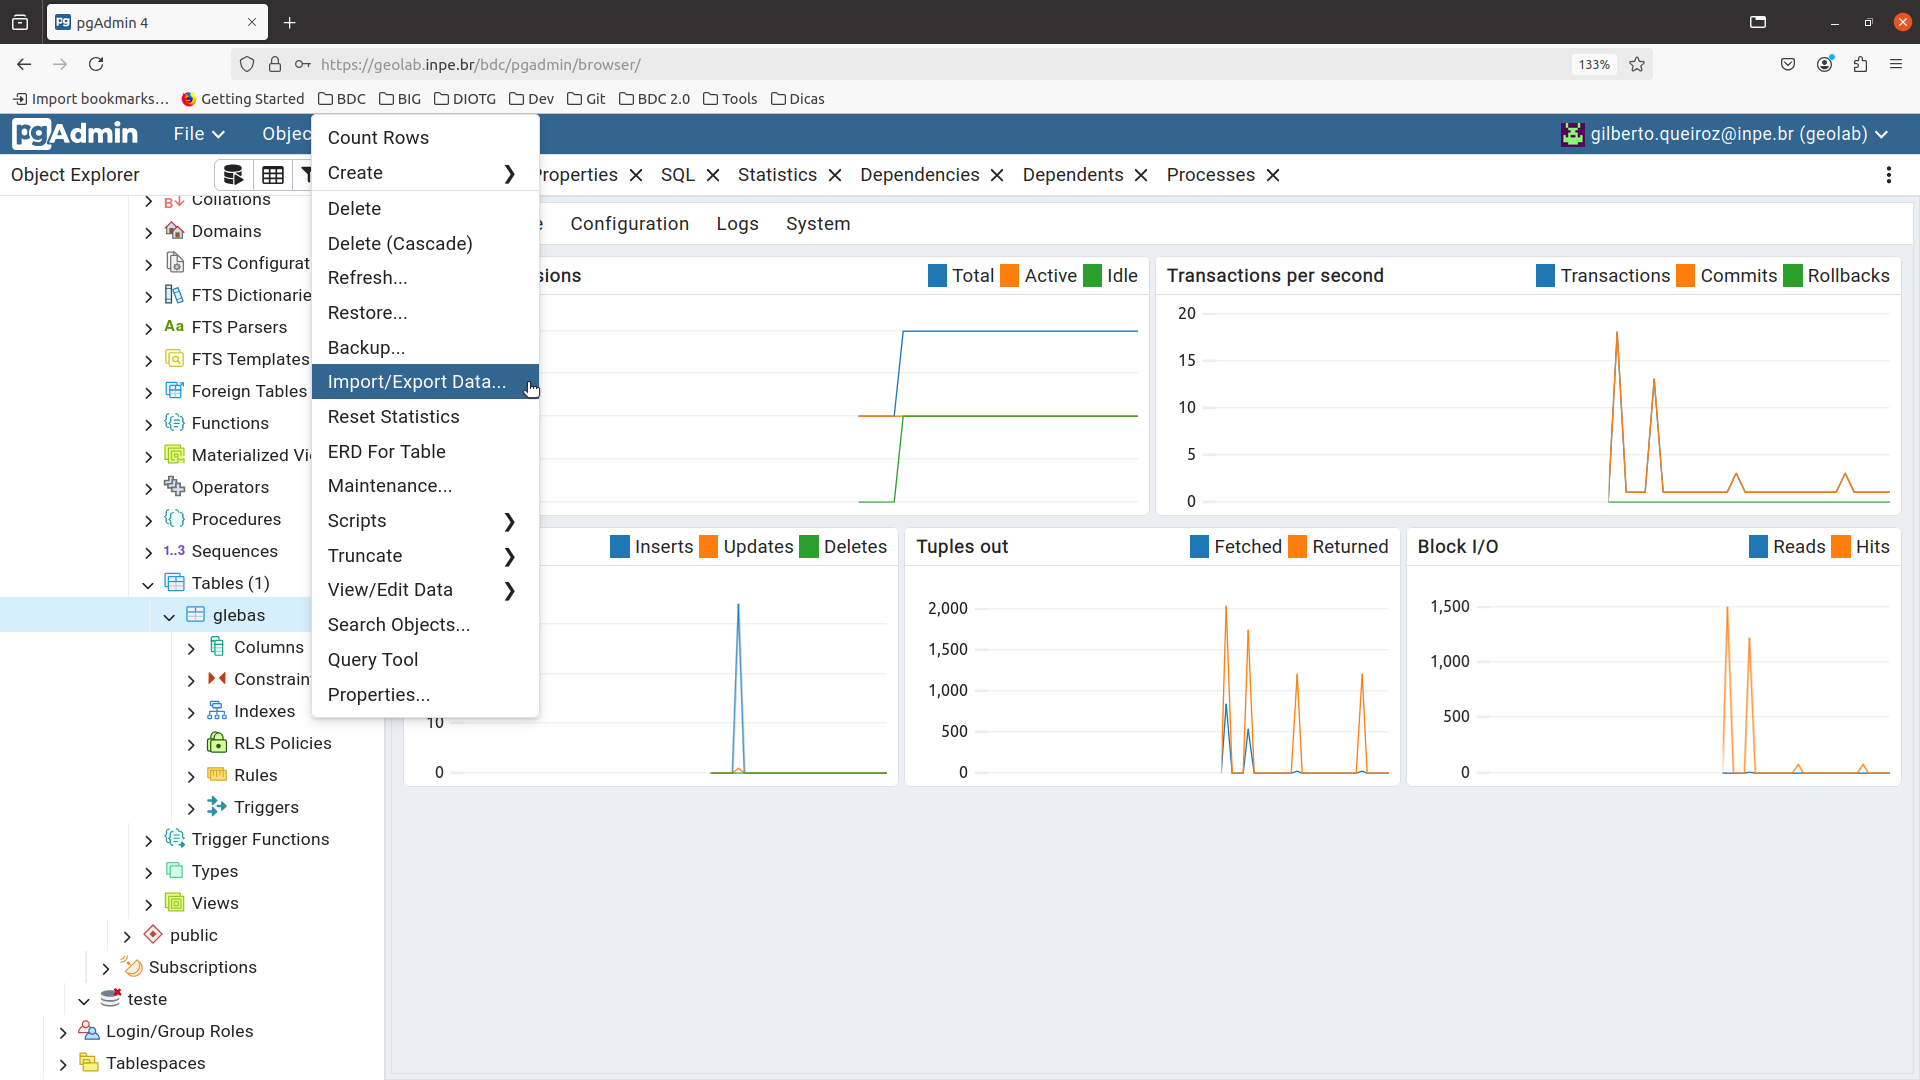 pgAdmin 4
https://geolab.inpe.br/bdc/pgadmin/browser/
133%
Import bookmarks… Getting Started BDC BIG DIOTG Dev Git BDC 2.0 Tools Dicas
pgAdmin File Objec gilberto.queiroz@inpe.br (geolab)
Object Explorer
Properties SQL Statistics Dependencies Dependents Processes
Configuration Logs System
Count Rows
Create
Delete
Delete (Cascade)
Refresh...
Restore...
Backup...
Import/Export Data...
Reset Statistics
ERD For Table
Maintenance...
Scripts
Truncate
View/Edit Data
Search Objects...
Query Tool
Properties...
Collations
Domains
FTS Configurat
FTS Dictionarie
FTS Parsers
FTS Templates
Foreign Tables
Functions
Materialized Vi
Operators
Procedures
1..3 Sequences
Tables (1)
glebas
Columns
Constrain
Indexes
RLS Policies
Rules
Triggers
Trigger Functions
Types
Views
public
Subscriptions
teste
Login/Group Roles
Tablespaces
sions Total Active Idle
Transactions per second Transactions Commits Rollbacks
20
15
10
5
0
Inserts Updates Deletes
10
0
Tuples out Fetched Returned
2,000
1,500
1,000
500
0
Block I/O Reads Hits
1,500
1,000
500
0